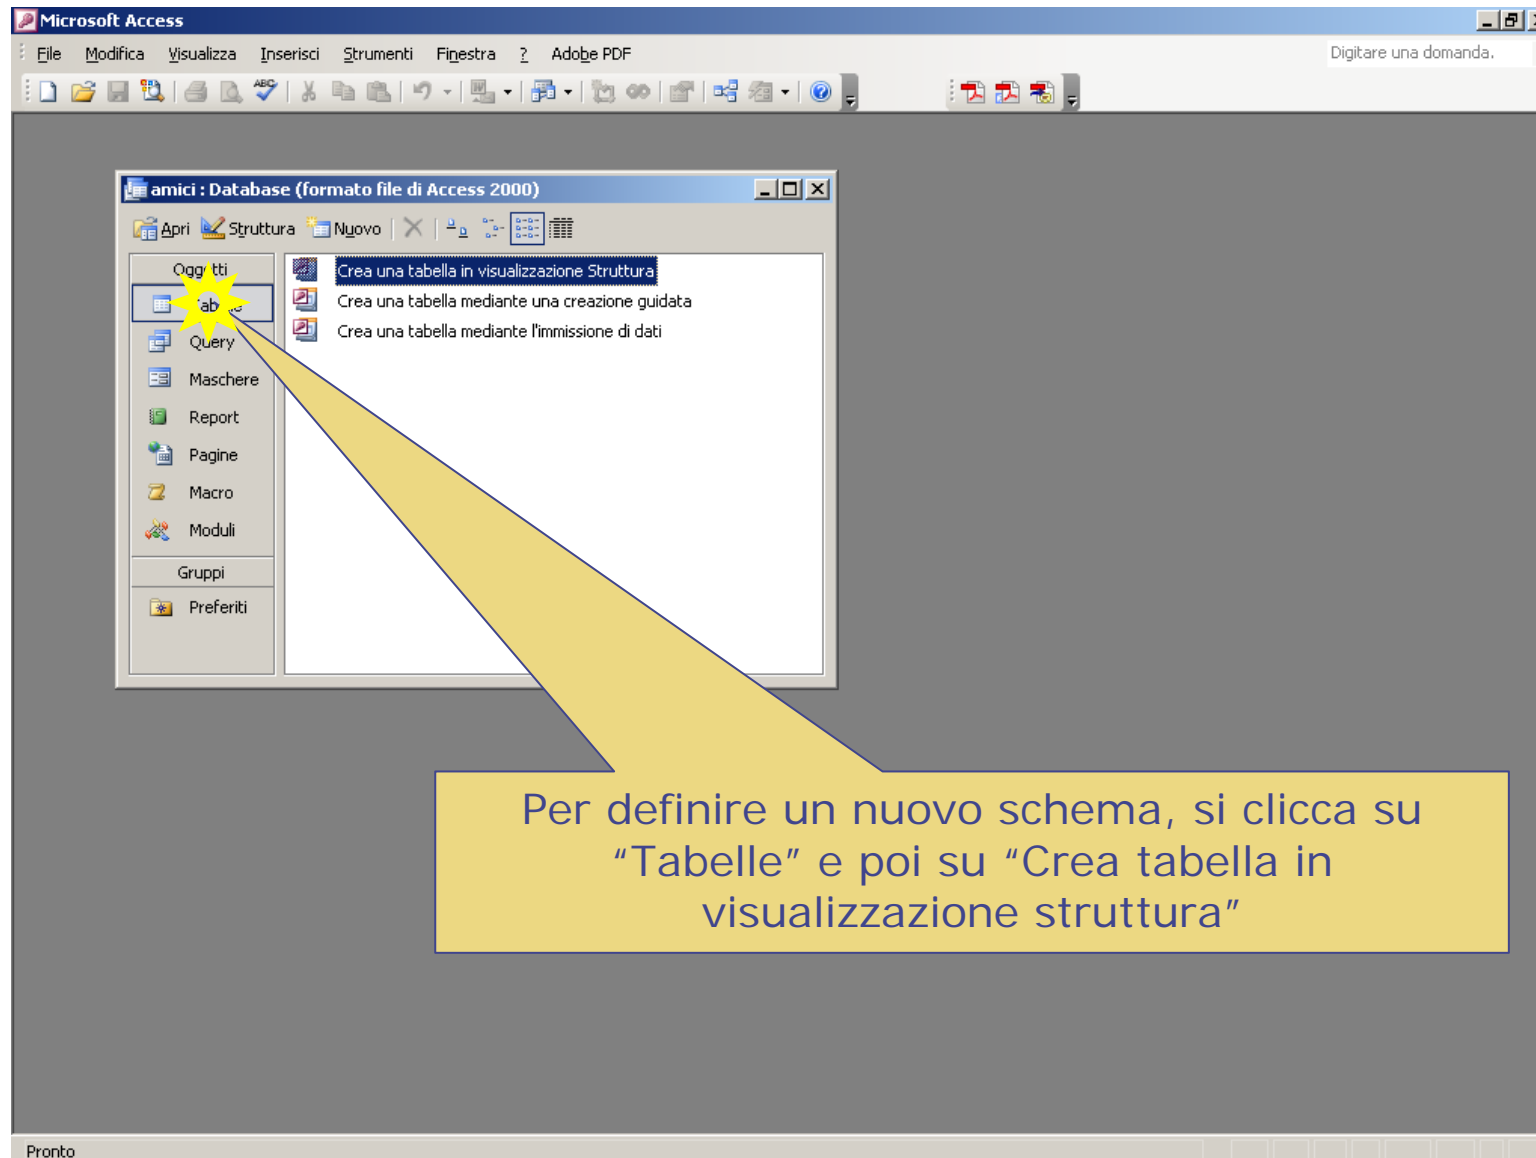 Microsoft Access
File Modifica Visualizza Inserisci Strumenti Finestra ? Adobe PDF Digitare una domanda.
amici : Database (formato file di Access 2000)
Apri Struttura Nuovo
Oggetti
Tabelle
Query
Maschere
Report
Pagine
Macro
Moduli
Gruppi
Preferiti
Crea una tabella in visualizzazione Struttura
Crea una tabella mediante una creazione guidata
Crea una tabella mediante l'immissione di dati
Per definire un nuovo schema, si clicca su
“Tabelle” e poi su “Crea tabella in
visualizzazione struttura”
Pronto